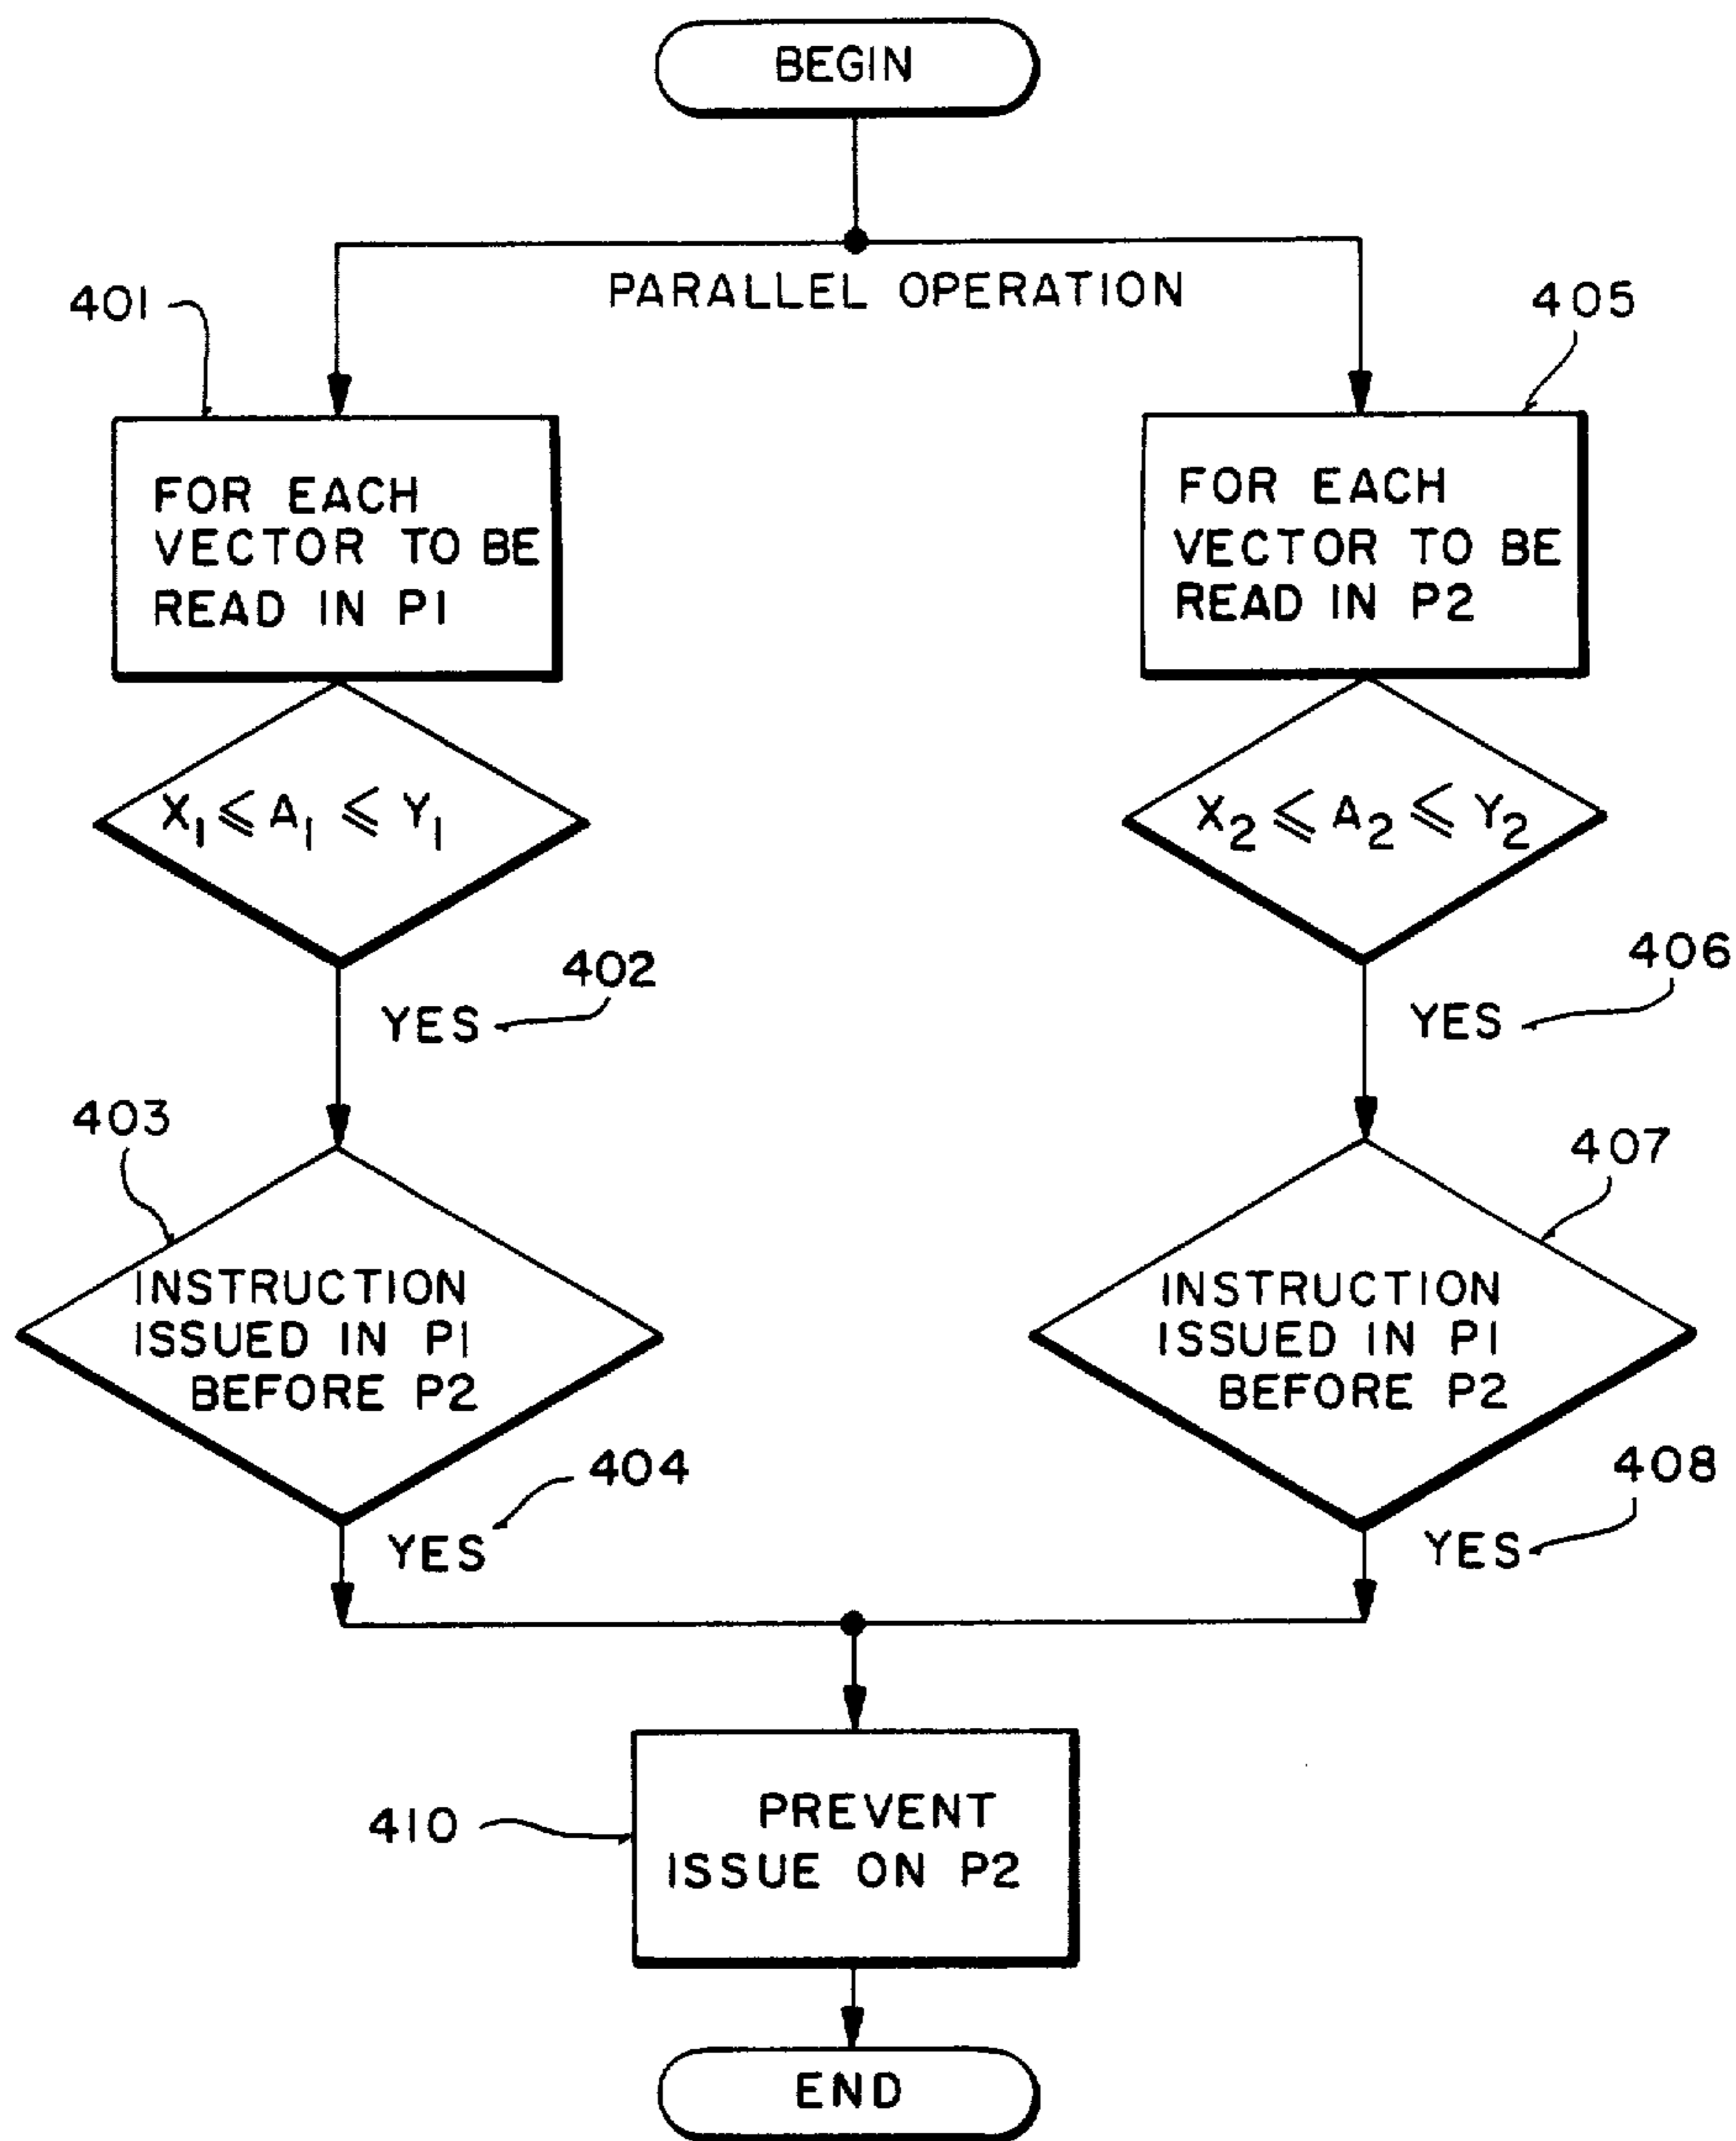 BEGIN
PARALLEL OPERATION
401
405
FOR EACH
VECTOR TO BE
READ IN P1
FOR EACH
VECTOR TO BE
READ IN P2
X₁ ≤ A₁ ≤ Y₁
X₂ ≤ A₂ ≤ Y₂
402
YES
406
YES
403
407
INSTRUCTION
ISSUED IN P1
BEFORE P2
INSTRUCTION
ISSUED IN P1
BEFORE P2
404
YES
408
YES
410
PREVENT
ISSUE ON P2
END